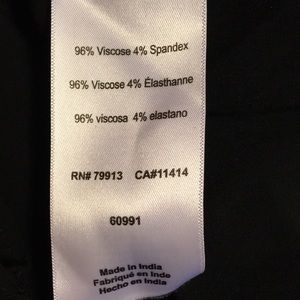 96% Viscose 4% Spandex
96% Viscose 4% Élasthanne
96% viscosa 4% elastano
RN# 79913 CA#11414
60991
Made in India
Fabriqué en Inde
Hecho en India